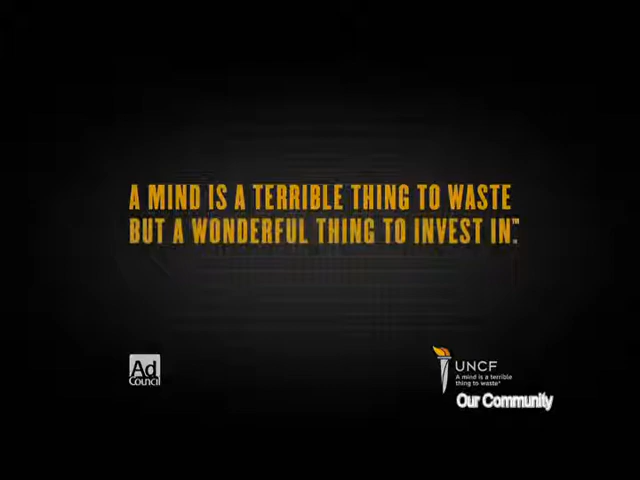 A MIND IS A TERRIBLE THING TO WASTE
BUT A WONDERFUL THING TO INVEST IN.™
Ad
Council
UNCF
A mind is a terrible
thing to waste®
Our Community